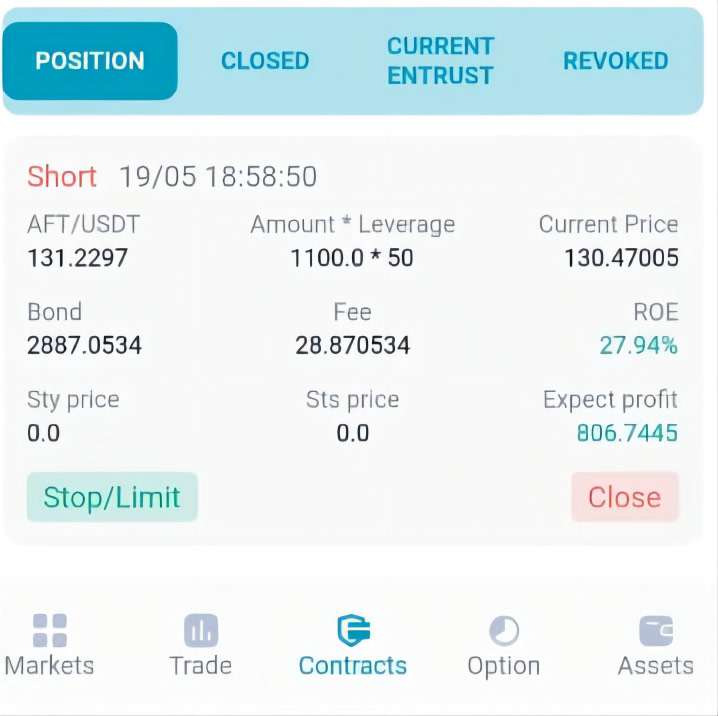 POSITION CLOSED CURRENT ENTRUST REVOKED
Short 19/05 18:58:50
AFT/USDT Amount * Leverage Current Price
131.2297 1100.0 * 50 130.47005
Bond Fee ROE
2887.0534 28.870534 27.94%
Sty price Sts price Expect profit
0.0 0.0 806.7445
Stop/Limit Close
Markets Trade Contracts Option Assets